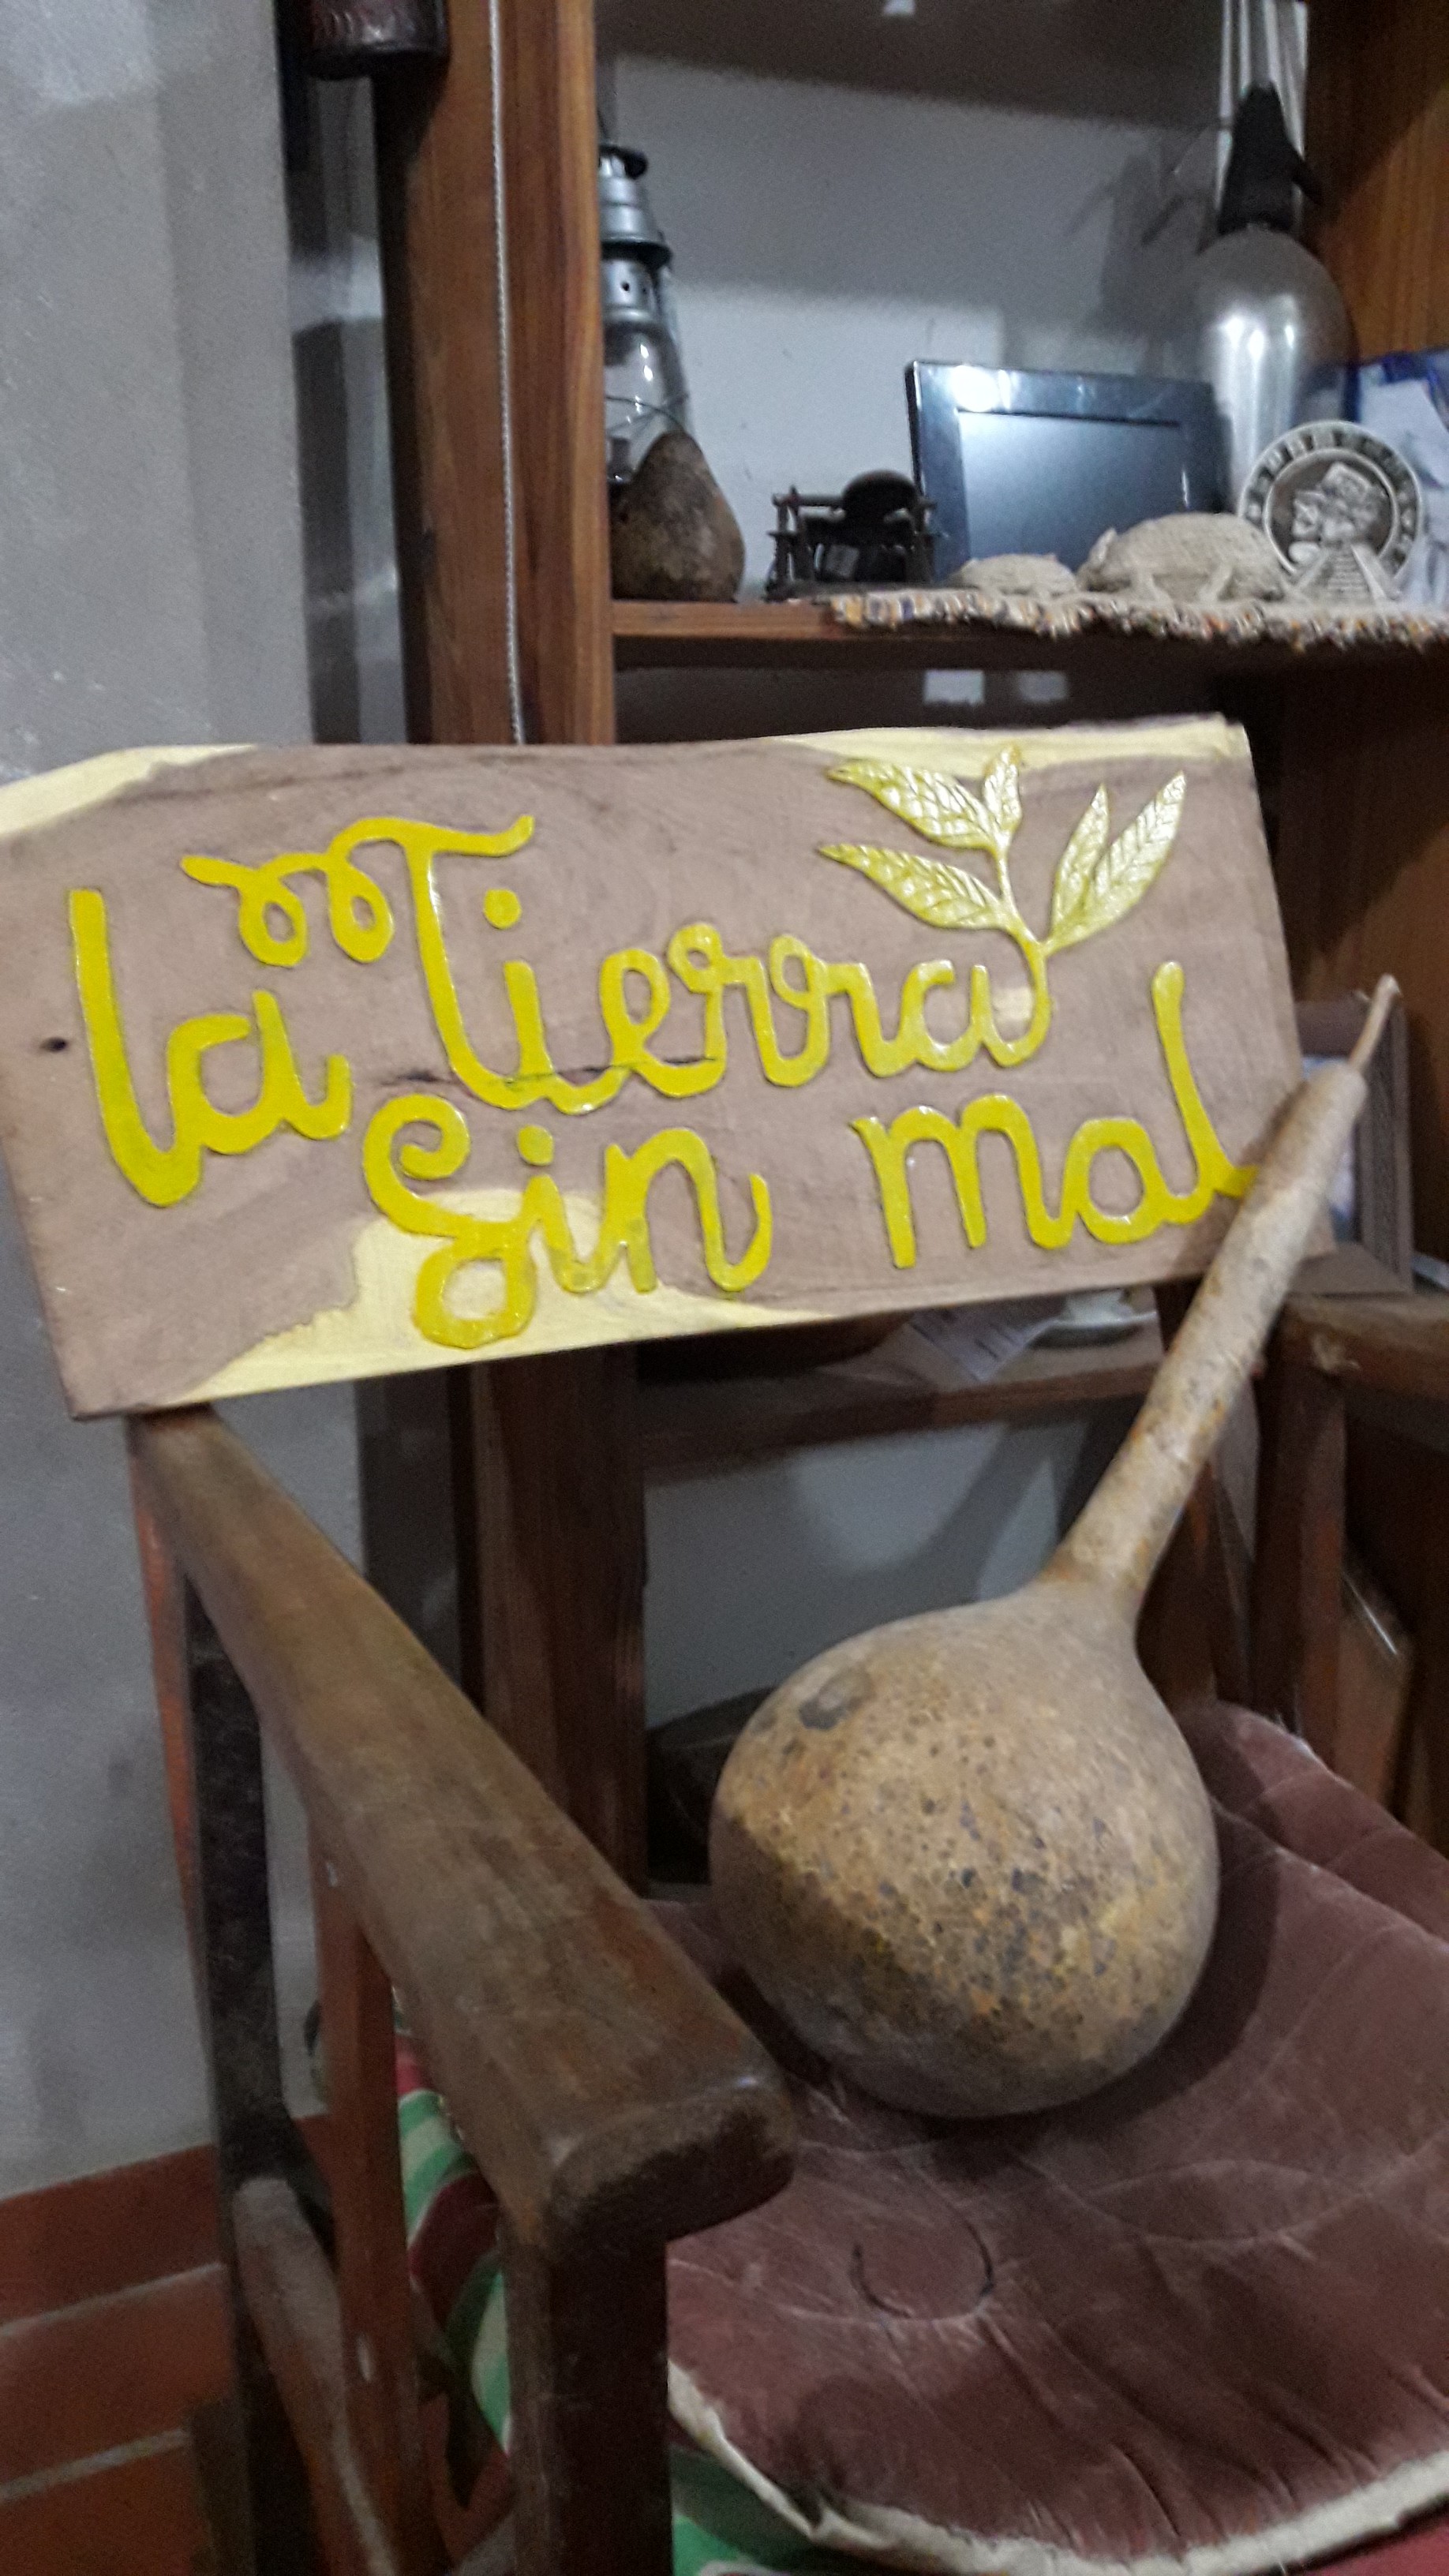 la Tierra
sin mal